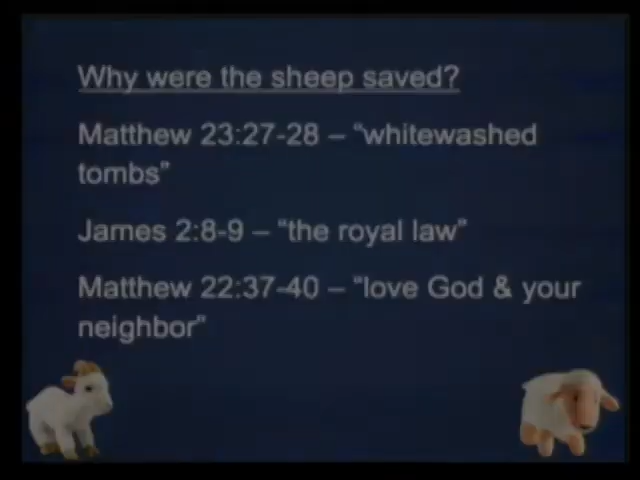 Why were the sheep saved?
Matthew 23:27-28 – “whitewashed
tombs”
James 2:8-9 – “the royal law”
Matthew 22:37-40 – “love God & your
neighbor”